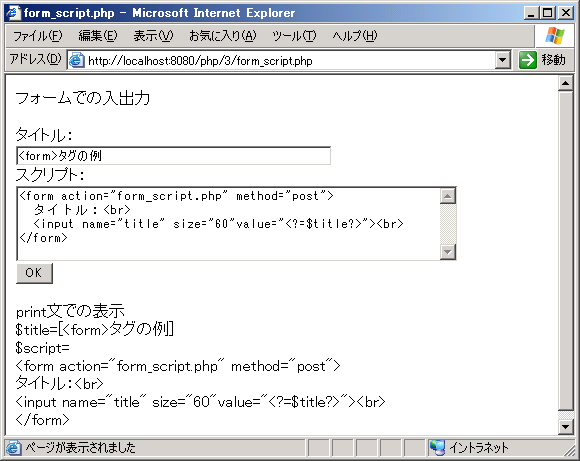 form_script.php - Microsoft Internet Explorer
ファイル(F) 編集(E) 表示(V) お気に入り(A) ツール(T) ヘルプ(H)
アドレス(D) http://localhost:8080/php/3/form_script.php 移動
フォームでの入出力
タイトル:
<form>タグの例
スクリプト:
<form action="form_script.php" method="post">
タイトル:<br>
<input name="title" size="60"value="<?=$title?>"><br>
</form>
OK
print文での表示
$title=[<form>タグの例]
$script=
<form action="form_script.php" method="post">
タイトル:<br>
<input name="title" size="60"value="<?=$title?>"><br>
</form>
ページが表示されました イントラネット